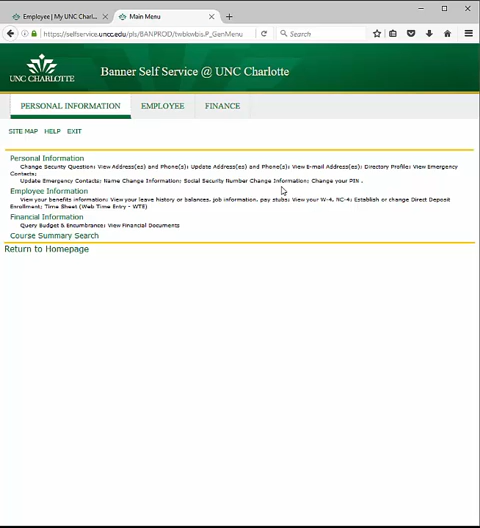 Employee | My UNC Charl...
Main Menu
https://selfservice.uncc.edu/pls/BANPROD/twbkwbis.P_GenMenu
Search
UNC CHARLOTTE
Banner Self Service @ UNC Charlotte
PERSONAL INFORMATION EMPLOYEE FINANCE
SITE MAP HELP EXIT
Personal Information
Change Security Question; View Address(es) and Phone(s); Update Address(es) and Phone(s); View E-mail Address(es); Directory Profile; View Emergency
Contacts;
Update Emergency Contacts; Name Change Information; Social Security Number Change Information; Change your PIN .
Employee Information
View your benefits information; View your leave history or balances, job information, pay stubs; View your W-4, NC-4; Establish or change Direct Deposit
Enrollment; Time Sheet (Web Time Entry - WTE)
Financial Information
Query Budget & Encumbrance; View Financial Documents
Course Summary Search
Return to Homepage